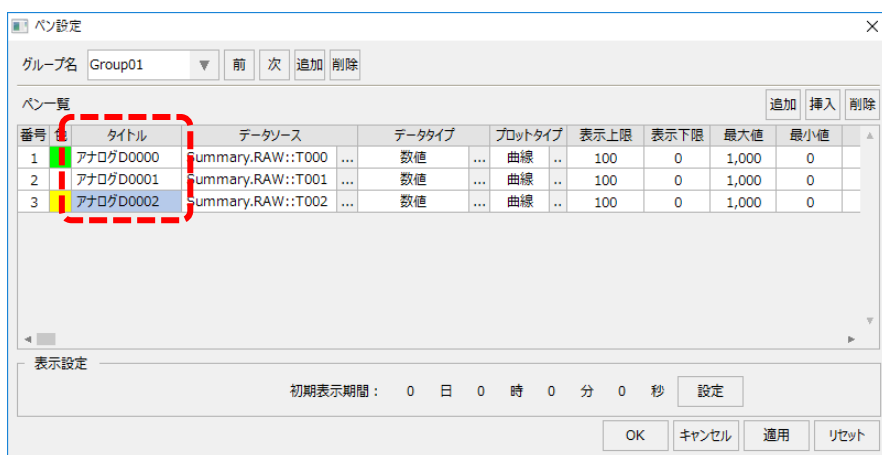 ペン設定
グループ名 Group01 前 次 追加 削除
ペン一覧 追加 挿入 削除
番号 色 タイトル データソース データタイプ プロットタイプ 表示上限 表示下限 最大値 最小値
1 アナログD0000 Summary.RAW::T000 ... 数値 ... 曲線 .. 100 0 1,000 0
2 アナログD0001 Summary.RAW::T001 ... 数値 ... 曲線 .. 100 0 1,000 0
3 アナログD0002 Summary.RAW::T002 ... 数値 ... 曲線 .. 100 0 1,000 0
表示設定
初期表示期間： 0 日 0 時 0 分 0 秒 設定
OK キャンセル 適用 リセット